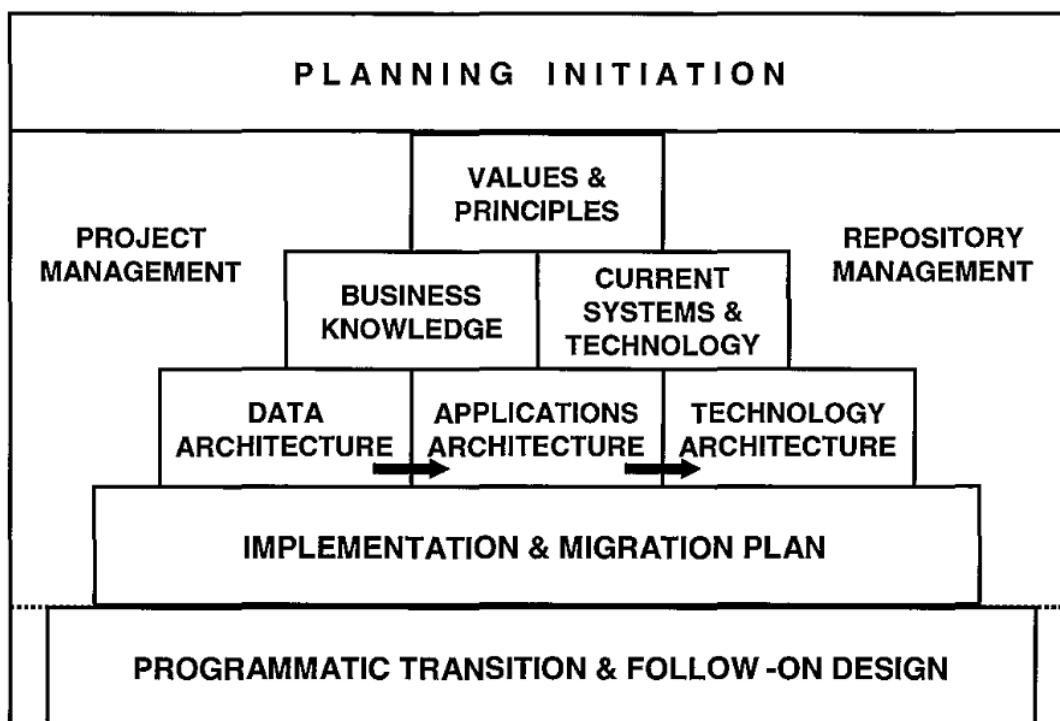 PLANNING INITIATION
VALUES &
PRINCIPLES
PROJECT
MANAGEMENT
REPOSITORY
MANAGEMENT
BUSINESS
KNOWLEDGE
CURRENT
SYSTEMS &
TECHNOLOGY
DATA
ARCHITECTURE
APPLICATIONS
ARCHITECTURE
TECHNOLOGY
ARCHITECTURE
IMPLEMENTATION & MIGRATION PLAN
PROGRAMMATIC TRANSITION & FOLLOW -ON DESIGN